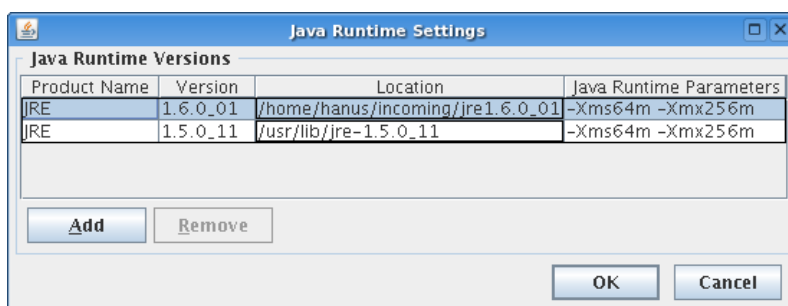 Java Runtime Settings
Java Runtime Versions
Product Name Version Location Java Runtime Parameters
JRE 1.6.0_01 /home/hanus/incoming/jre1.6.0_01 -Xms64m -Xmx256m
JRE 1.5.0_11 /usr/lib/jre-1.5.0_11 -Xms64m -Xmx256m
Add Remove
OK Cancel